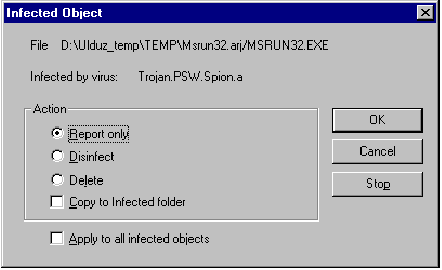 Infected Object
File D:\Ulduz_temp\TEMP\Msrun32.arj/MSRUN32.EXE
Infected by virus: Trojan.PSW.Spion.a
Action
Report only
Disinfect
Delete
Copy to Infected folder
Apply to all infected objects
OK
Cancel
Stop